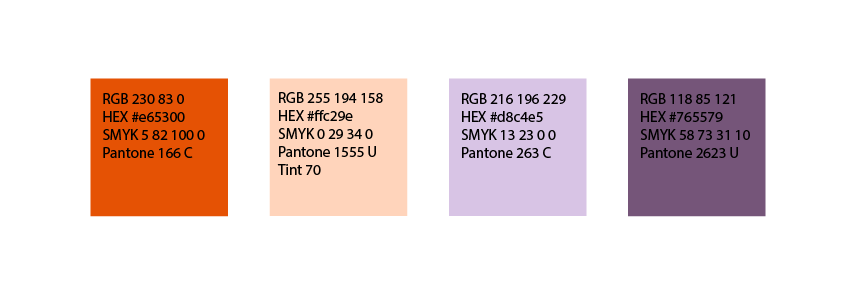 RGB 230 83 0
HEX #e65300
SMYK 5 82 100 0
Pantone 166 C
RGB 255 194 158
HEX #ffc29e
SMYK 0 29 34 0
Pantone 1555 U
Tint 70
RGB 216 196 229
HEX #d8c4e5
SMYK 13 23 0 0
Pantone 263 C
RGB 118 85 121
HEX #765579
SMYK 58 73 31 10
Pantone 2623 U